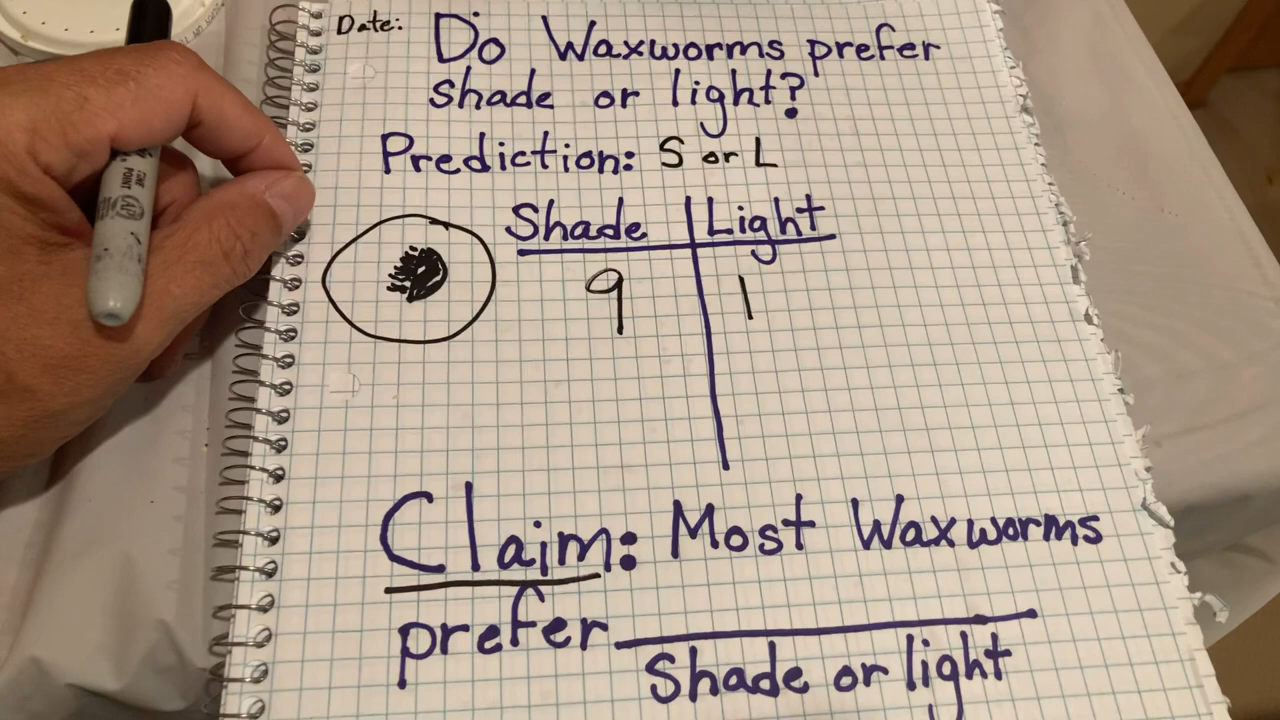 Date:
Do Waxworms prefer
shade or light?
Prediction: S or L
Shade Light
9 1
Claim: Most Waxworms
prefer
Shade or light
POINT